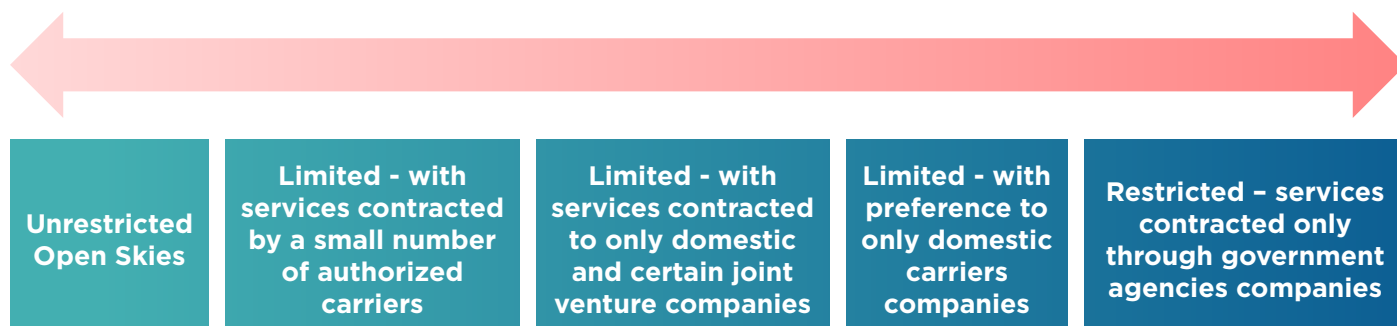 Unrestricted
Open Skies
Limited - with
services contracted
by a small number
of authorized
carriers
Limited - with
services contracted
to only domestic
and certain joint
venture companies
Limited - with
preference to
only domestic
carriers
companies
Restricted – services
contracted only
through government
agencies companies